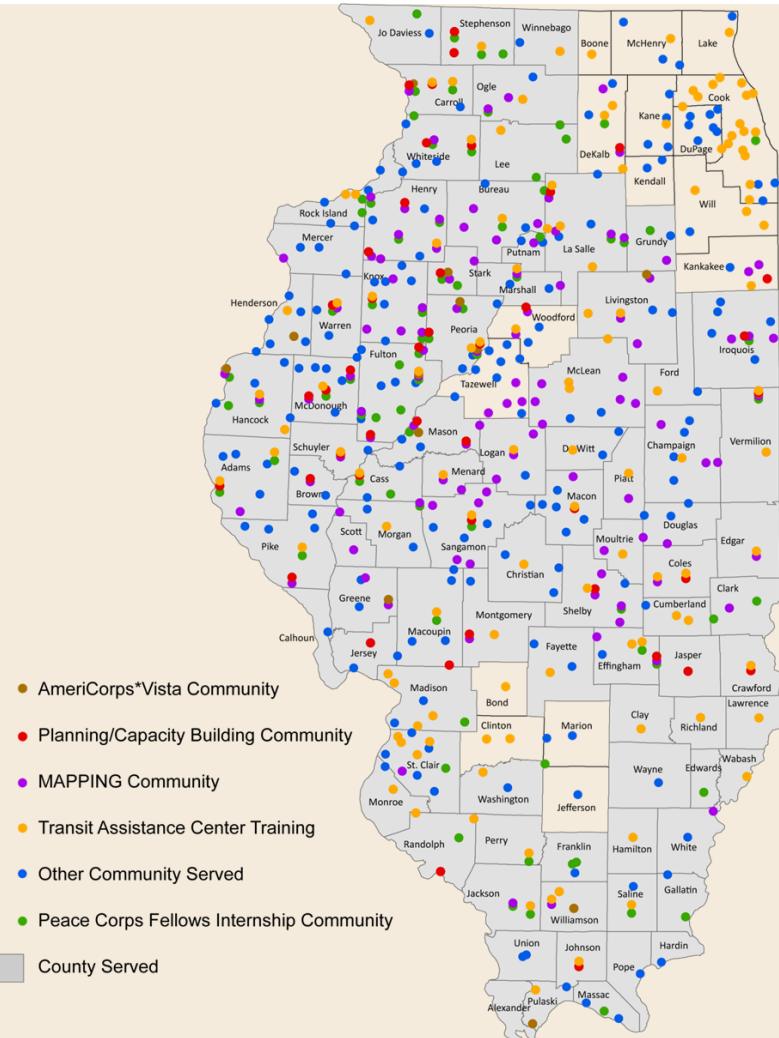 Jo Daviess
Stephenson
Winnebago
Boone
McHenry
Lake
Carroll
Ogle
DeKalb
Kane
Cook
DuPage
Whiteside
Lee
Kendall
Will
Rock Island
Henry
Bureau
Mercer
Putnam
La Salle
Grundy
Kankakee
Knox
Stark
Marshall
Livingston
Henderson
Warren
Peoria
Woodford
Iroquois
Fulton
Tazewell
McLean
Ford
Hancock
McDonough
Mason
Logan
DeWitt
Champaign
Vermilion
Schuyler
Adams
Brown
Cass
Menard
Piatt
Macon
Douglas
Edgar
Pike
Scott
Morgan
Sangamon
Christian
Moultrie
Coles
Clark
Greene
Shelby
Cumberland
Calhoun
Jersey
Macoupin
Montgomery
Fayette
Effingham
Jasper
Crawford
Madison
Bond
Clay
Richland
Lawrence
Clinton
Marion
St. Clair
Wayne
Edwards
Wabash
Monroe
Washington
Jefferson
Randolph
Perry
Franklin
Hamilton
White
Jackson
Williamson
Saline
Gallatin
Union
Johnson
Pope
Hardin
Alexander
Pulaski
Massac
AmeriCorps*Vista Community
Planning/Capacity Building Community
MAPPING Community
Transit Assistance Center Training
Other Community Served
Peace Corps Fellows Internship Community
County Served